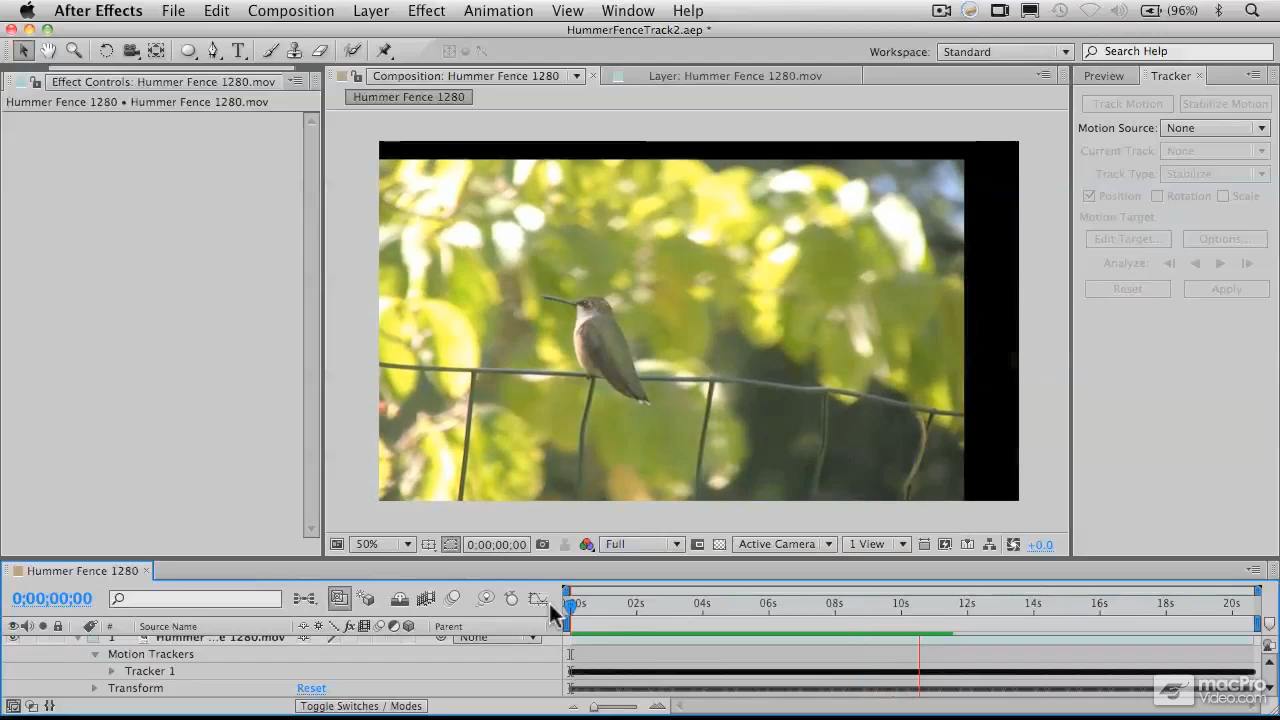 After Effects File Edit Composition Layer Effect Animation View Window Help (96%)
HummerFenceTrack2.aep *
Workspace: Standard Search Help
Effect Controls: Hummer Fence 1280.mov Composition: Hummer Fence 1280 Layer: Hummer Fence 1280.mov Preview Tracker
Hummer Fence 1280 • Hummer Fence 1280.mov Hummer Fence 1280
Track Motion Stabilize Motion
Motion Source: None
Current Track: None
Track Type: Stabilize
Position Rotation Scale
Motion Target:
Edit Target... Options...
Analyze:
Reset Apply
50% 0;00;00;00 Full Active Camera 1 View +0.0
Hummer Fence 1280
0;00;00;00 00s 02s 04s 06s 08s 10s 12s 14s 16s 18s 20s
# Source Name fx Parent
1 Hummer ...e 1280.mov None
Motion Trackers
Tracker 1
Transform Reset
Toggle Switches / Modes
macPro
Video.com